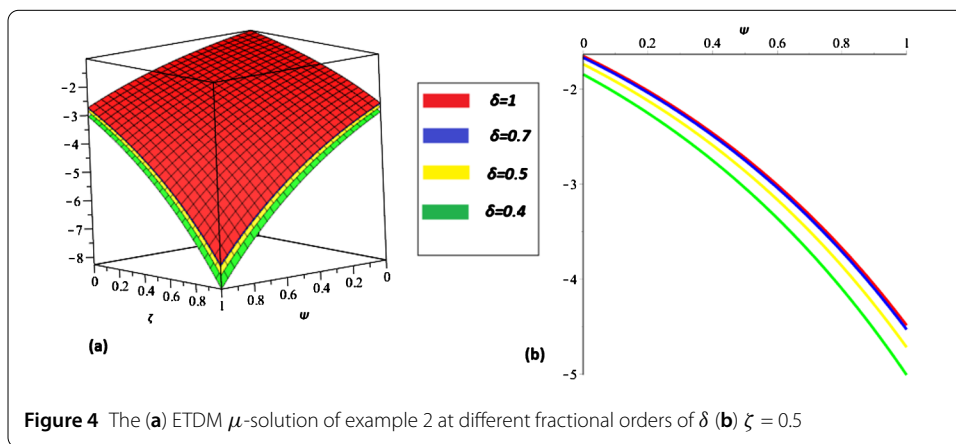 -2
-3
-4
-5
-6
-7
-8
0
0.2
0.4
0.6
0.8
1
0.8
0.6
0.4
0.2
0
ζ
ψ
(a)
δ=1
δ=0.7
δ=0.5
δ=0.4
ψ
0 0.2 0.4 0.6 0.8 1
-2
-3
-4
-5
(b)
Figure 4 The (a) ETDM μ-solution of example 2 at different fractional orders of δ (b) ζ = 0.5